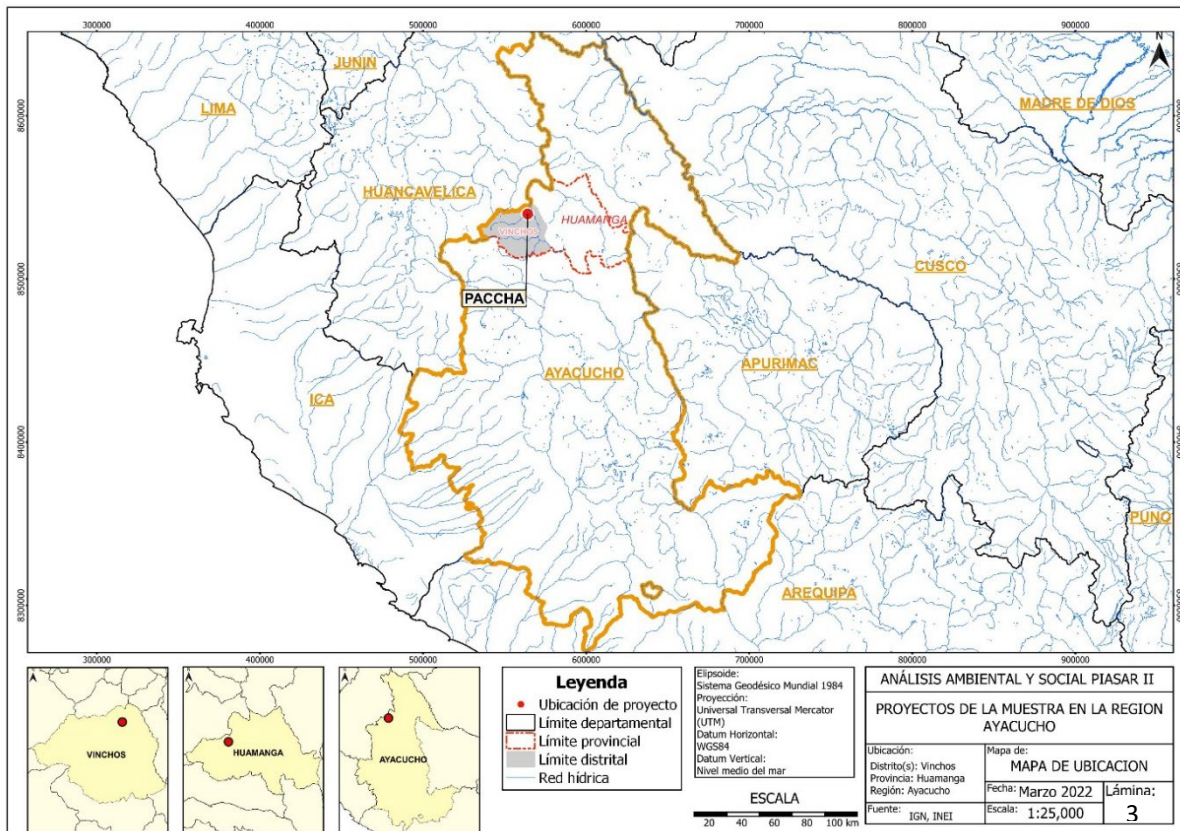 300000 400000 500000 600000 700000 800000 900000
N
JUNIN
LIMA
MADRE DE DIOS
8600000
8600000
HUANCAVELICA
HUAMANGA
VINCHOS
CUSCO
8500000
8500000
PACCHA
AYACUCHO
APURIMAC
ICA
8400000
8400000
PUNO
AREQUIPA
8300000
8300000
300000 400000 500000 600000 700000 800000 900000
VINCHOS
HUAMANGA
AYACUCHO
Leyenda
Ubicación de proyecto
Límite departamental
Límite provincial
Límite distrital
Red hídrica
Elipsoide:
Sistema Geodésico Mundial 1984
Proyección:
Universal Transversal Mercator
(UTM)
Datum Horizontal:
WGS84
Datum Vertical:
Nivel medio del mar
ESCALA
20 40 60 80 100 km
ANÁLISIS AMBIENTAL Y SOCIAL PIASAR II
PROYECTOS DE LA MUESTRA EN LA REGION
AYACUCHO
Ubicación:
Distrito(s): Vinchos
Provincia: Huamanga
Región: Ayacucho
Mapa de:
MAPA DE UBICACION
Fecha: Marzo 2022
Lámina:
3
Fuente: IGN, INEI
Escala: 1:25,000